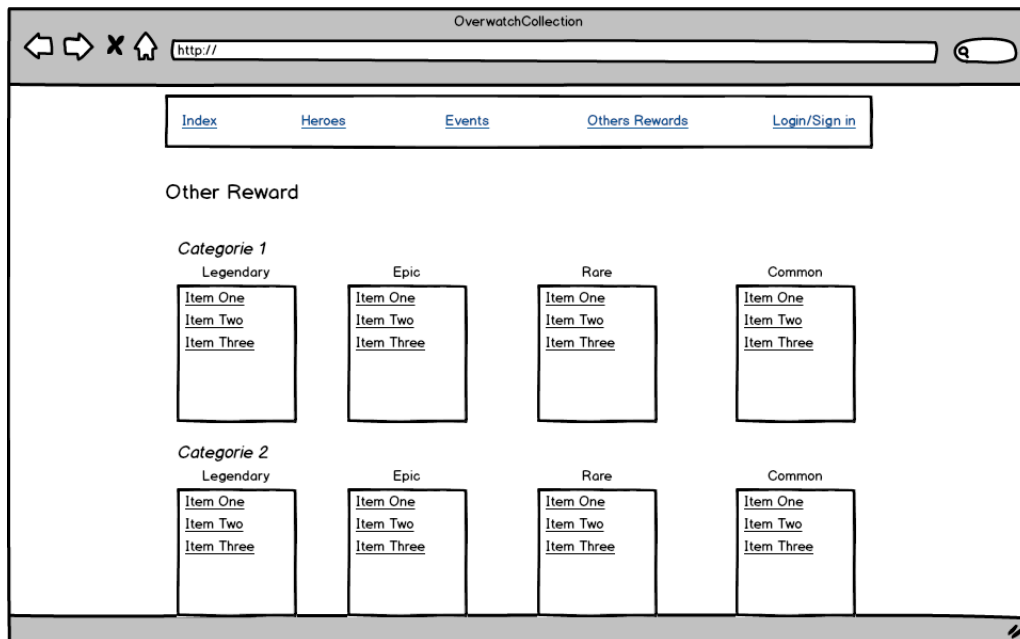 OverwatchCollection
http://
Index Heroes Events Others Rewards Login/Sign in
Other Reward
Categorie 1
Legendary Epic Rare Common
Item One Item One Item One Item One
Item Two Item Two Item Two Item Two
Item Three Item Three Item Three Item Three
Categorie 2
Legendary Epic Rare Common
Item One Item One Item One Item One
Item Two Item Two Item Two Item Two
Item Three Item Three Item Three Item Three